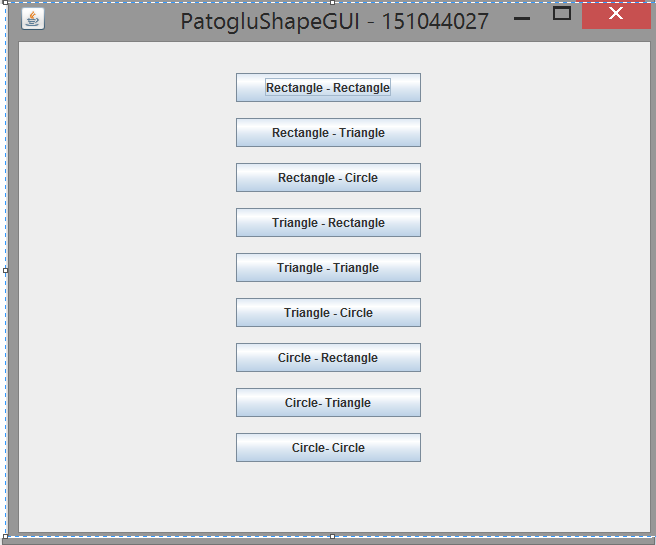 PatogluShapeGUI - 151044027
Rectangle - Rectangle
Rectangle - Triangle
Rectangle - Circle
Triangle - Rectangle
Triangle - Triangle
Triangle - Circle
Circle - Rectangle
Circle- Triangle
Circle- Circle